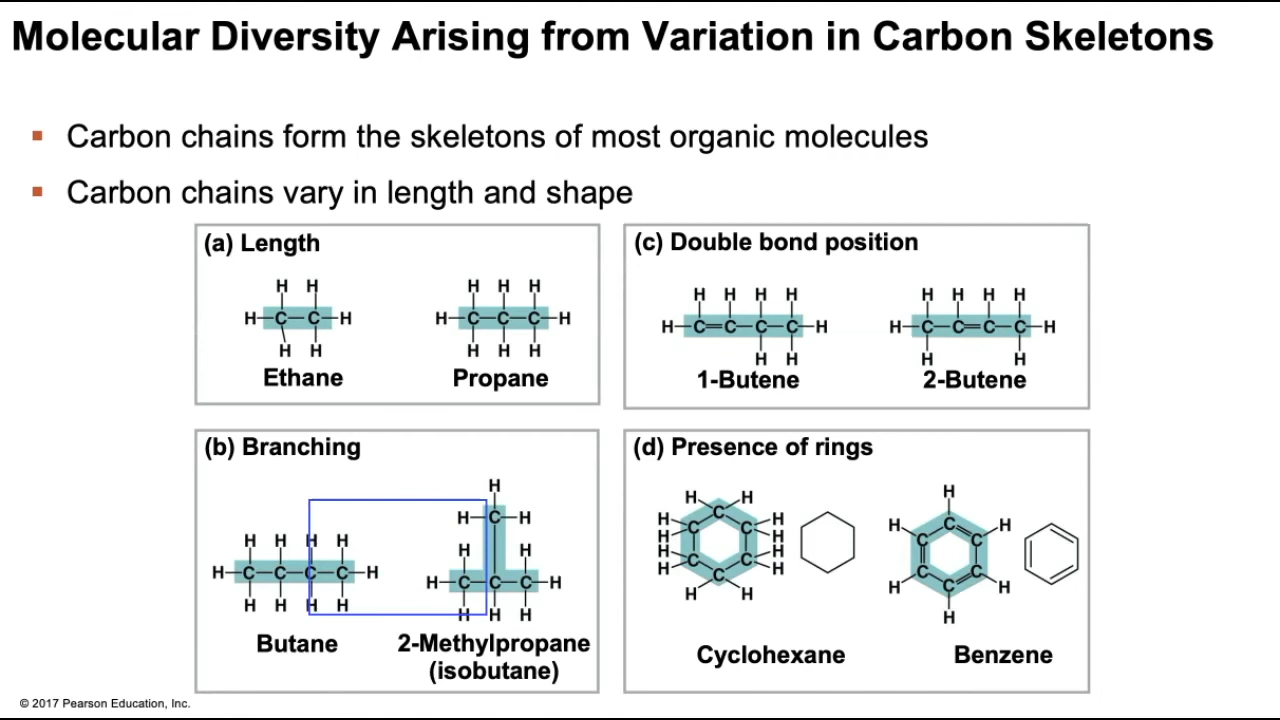 Molecular Diversity Arising from Variation in Carbon Skeletons
▪ Carbon chains form the skeletons of most organic molecules
▪ Carbon chains vary in length and shape
(a) Length
H H
H–C–C–H
H H
Ethane
H H H
H–C–C–C–H
H H H
Propane
(c) Double bond position
H H H H
H–C=C–C–C–H
H H
1-Butene
H H H H
H–C–C=C–C–H
H H
2-Butene
(b) Branching
H H H H
H–C–C–C–C–H
H H H H
Butane
H
H–C–H
H H
H–C–C–C–H
H H H
2-Methylpropane
(isobutane)
(d) Presence of rings
H H
H C H
H C C H
H H
H C C H
H C H
H H
Cyclohexane
H
H C H
C C
C C
H C H
H
Benzene
© 2017 Pearson Education, Inc.